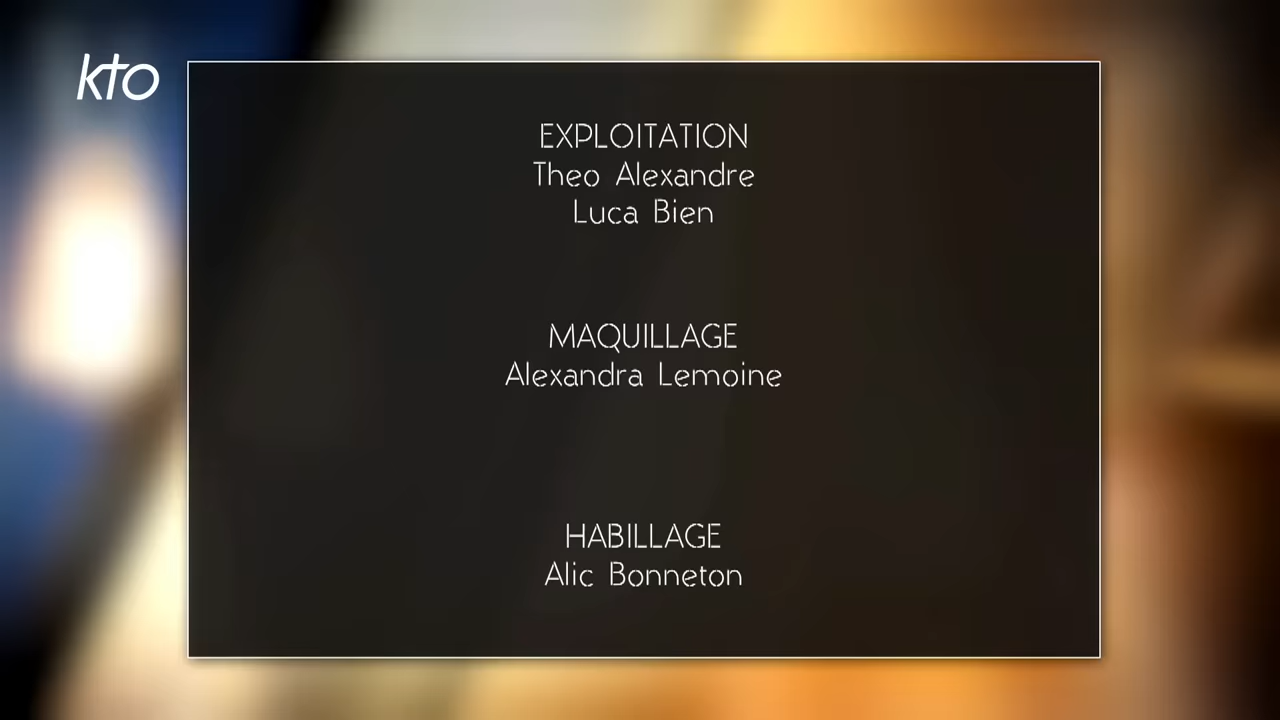 kto
EXPLOITATION
Theo Alexandre
Luca Bien
MAQUILLAGE
Alexandra Lemoine
HABILLAGE
Alic Bonneton